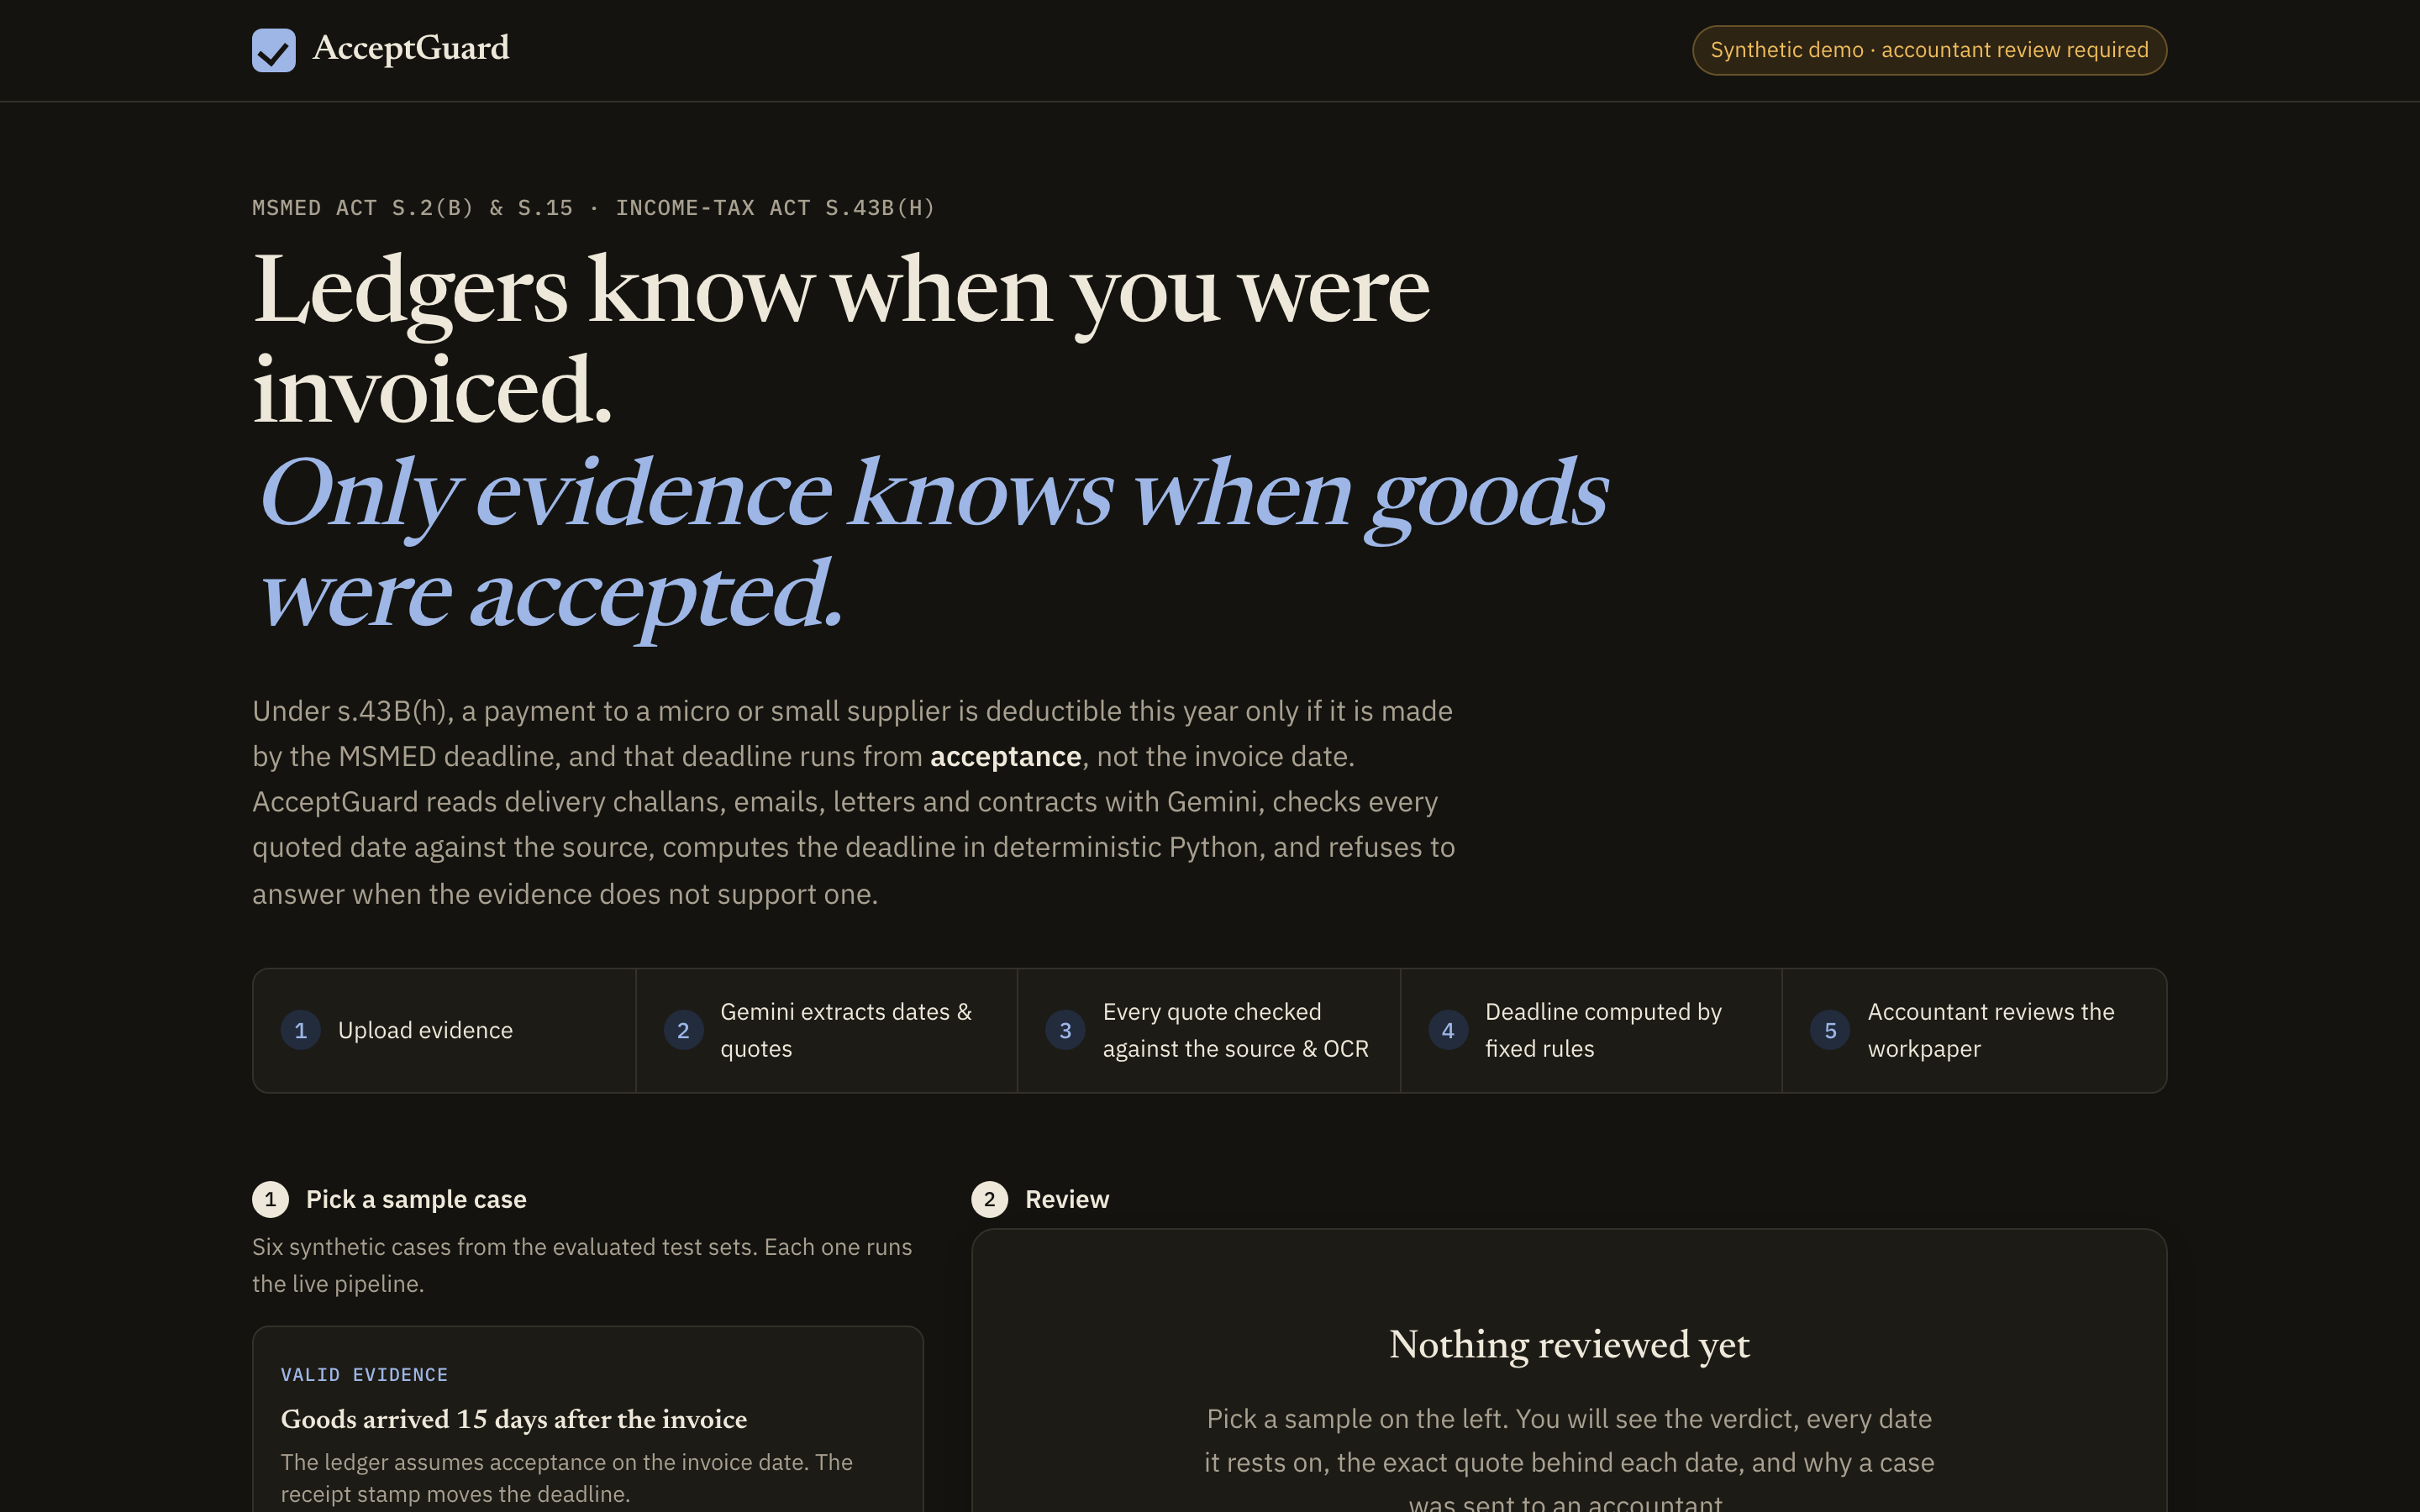 AcceptGuard
Synthetic demo · accountant review required
MSMED ACT S.2(B) & S.15 · INCOME-TAX ACT S.43B(H)
Ledgers know when you were
invoiced.
Only evidence knows when goods
were accepted.
Under s.43B(h), a payment to a micro or small supplier is deductible this year only if it is made
by the MSMED deadline, and that deadline runs from acceptance, not the invoice date.
AcceptGuard reads delivery challans, emails, letters and contracts with Gemini, checks every
quoted date against the source, computes the deadline in deterministic Python, and refuses to
answer when the evidence does not support one.
1 Upload evidence
2 Gemini extracts dates &
quotes
3 Every quote checked
against the source & OCR
4 Deadline computed by
fixed rules
5 Accountant reviews the
workpaper
1 Pick a sample case
Six synthetic cases from the evaluated test sets. Each one runs
the live pipeline.
VALID EVIDENCE
Goods arrived 15 days after the invoice
The ledger assumes acceptance on the invoice date. The
receipt stamp moves the deadline.
2 Review
Nothing reviewed yet
Pick a sample on the left. You will see the verdict, every date
it rests on, the exact quote behind each date, and why a case
was sent to an accountant